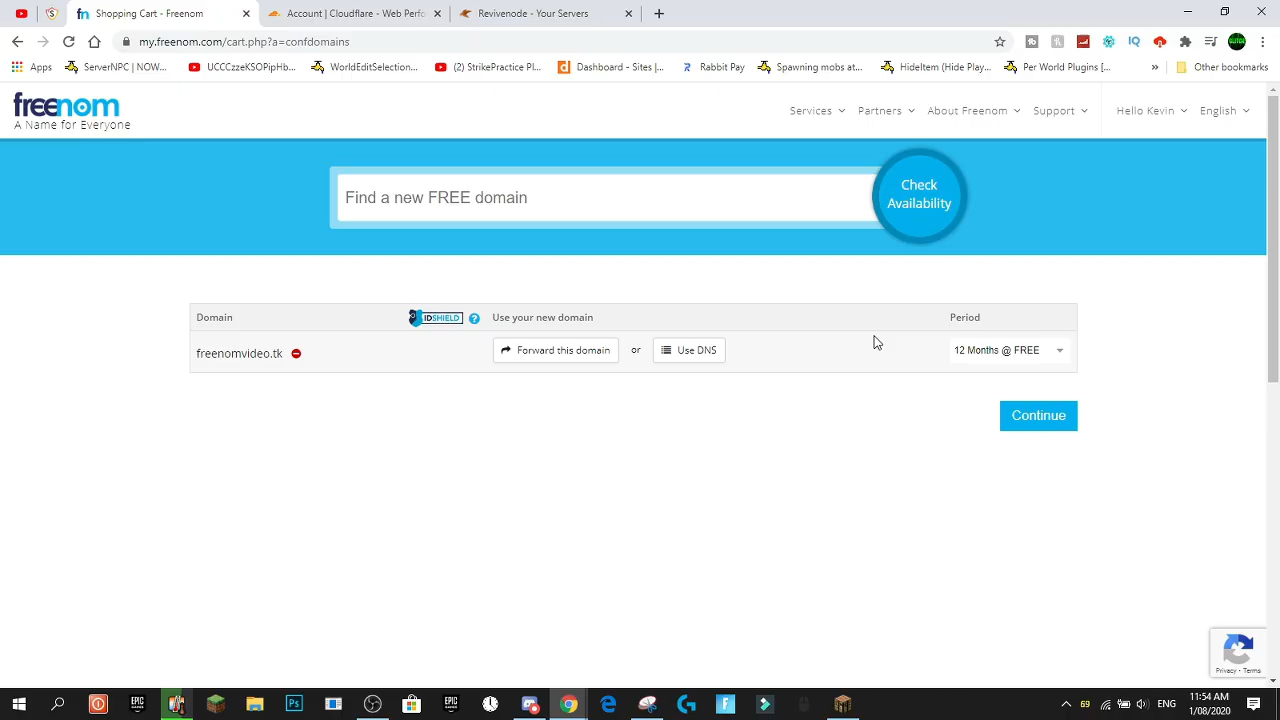 Shopping Cart - Freenom
Account | Cloudflare - Web Perfo
Revivenode - Your Servers
my.freenom.com/cart.php?a=confdomains
Apps
ServerNPC | NOW...
UCCCzzeKSOPipHb...
WorldEditSelection...
(2) StrikePractice Pl...
Dashboard - Sites |...
Rabbit Pay
Spawning mobs at...
HideItem (Hide Play...
Per World Plugins [...
Other bookmarks
freenom
A Name for Everyone
Services
Partners
About Freenom
Support
Hello Kevin
English
Find a new FREE domain
Check
Availability
Domain
IDSHIELD
?
Use your new domain
Period
freenomvideo.tk
Forward this domain
or
Use DNS
12 Months @ FREE
Continue
Privacy - Terms
69
ENG
11:54 AM
1/08/2020